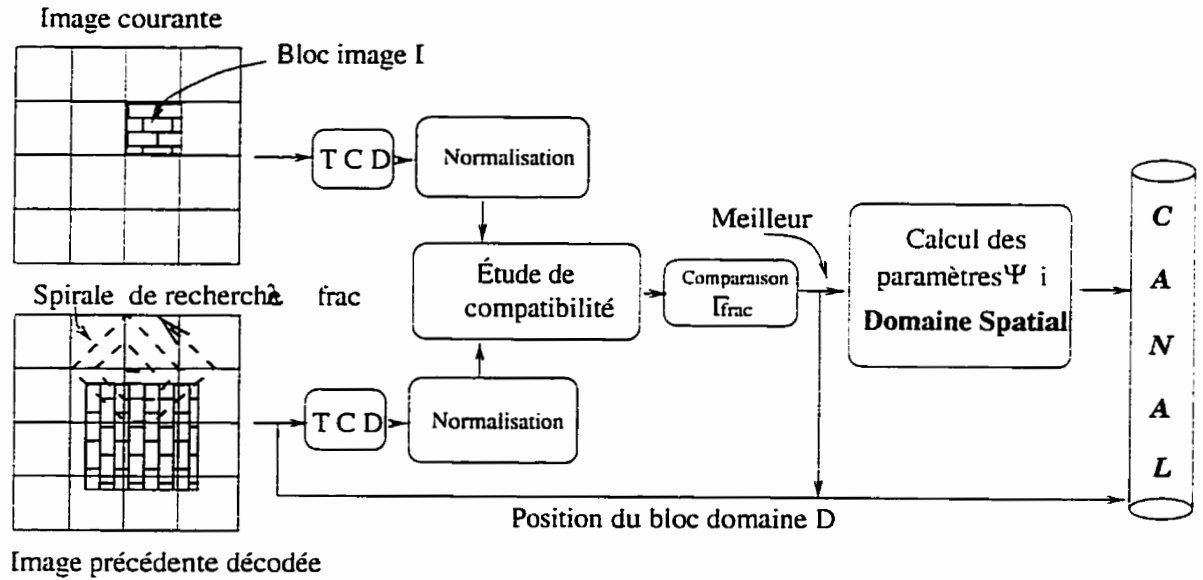 Image courante
Bloc image I
T C D
Normalisation
Étude de
compatibilité
Comparaison
Γfrac
Meilleur
Calcul des
paramètres Ψ i
Domaine Spatial
C
A
N
A
L
Spirale de recherche λ frac
T C D
Normalisation
Position du bloc domaine D
Image précédente décodée